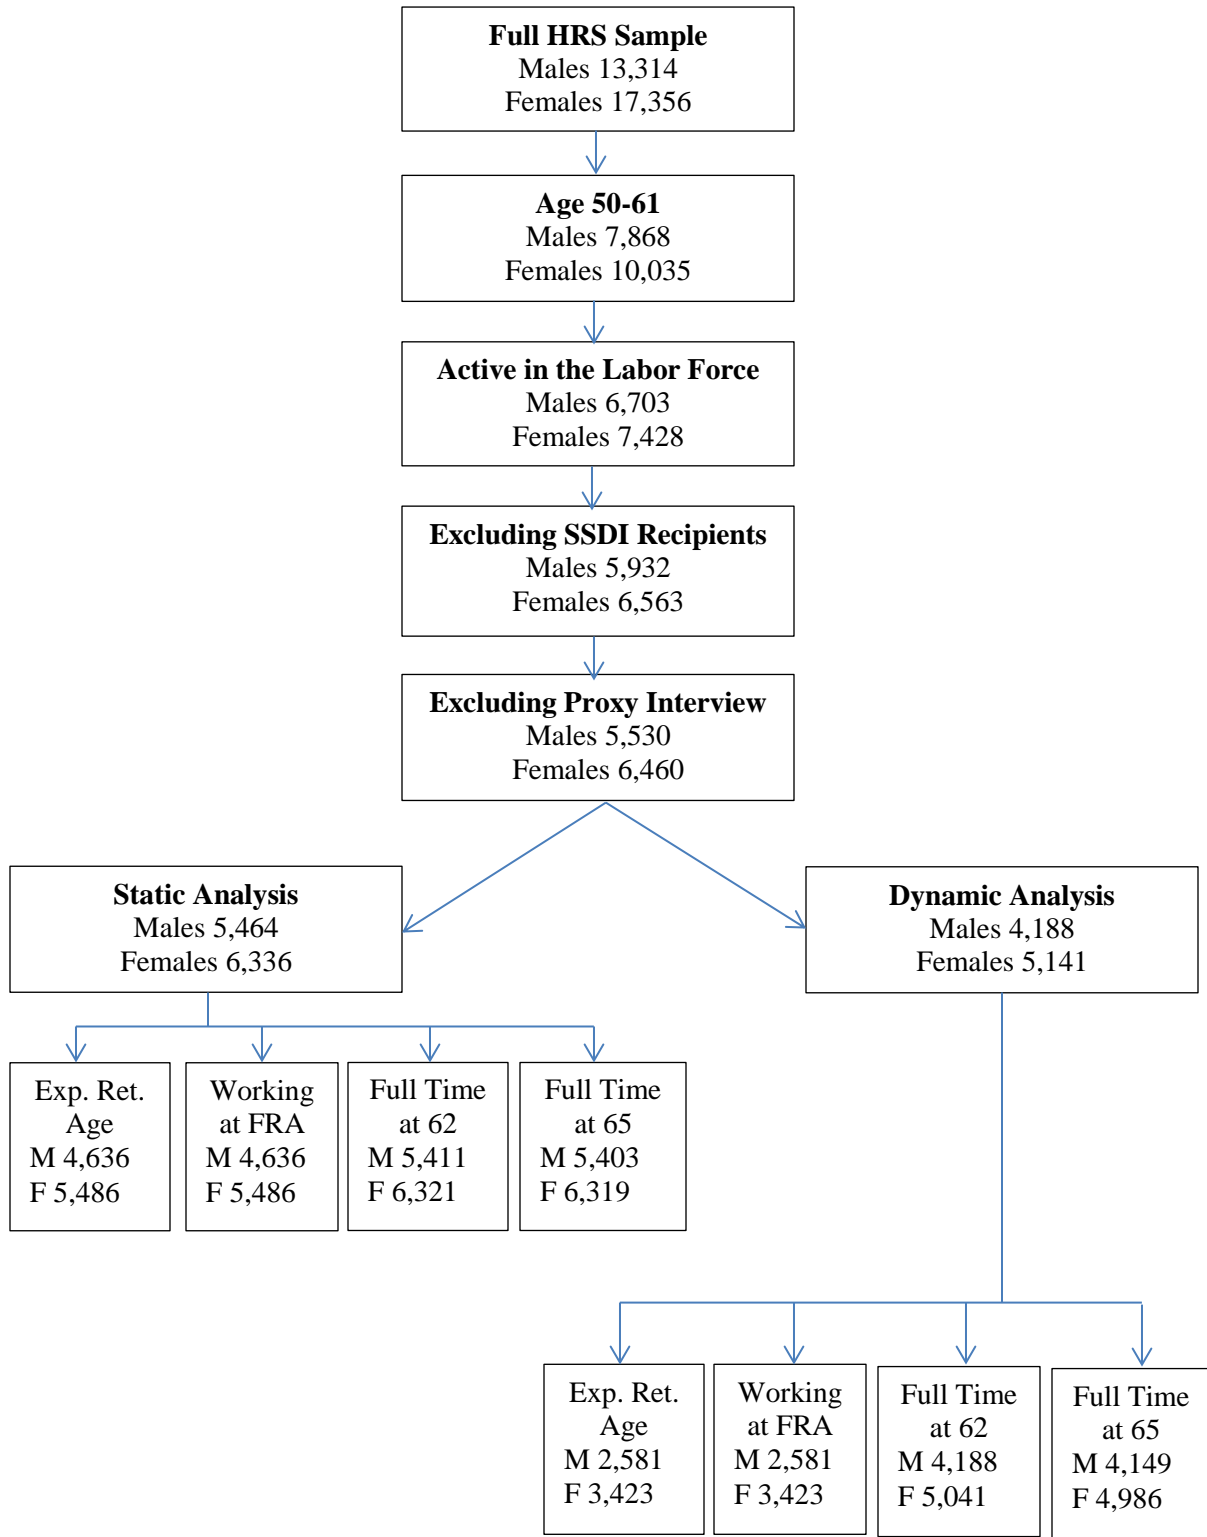 Full HRS Sample
Males 13,314
Females 17,356
Age 50-61
Males 7,868
Females 10,035
Active in the Labor Force
Males 6,703
Females 7,428
Excluding SSDI Recipients
Males 5,932
Females 6,563
Excluding Proxy Interview
Males 5,530
Females 6,460
Static Analysis
Males 5,464
Females 6,336
Dynamic Analysis
Males 4,188
Females 5,141
Exp. Ret.
Age
M 4,636
F 5,486
Working
at FRA
M 4,636
F 5,486
Full Time
at 62
M 5,411
F 6,321
Full Time
at 65
M 5,403
F 6,319
Exp. Ret.
Age
M 2,581
F 3,423
Working
at FRA
M 2,581
F 3,423
Full Time
at 62
M 4,188
F 5,041
Full Time
at 65
M 4,149
F 4,986